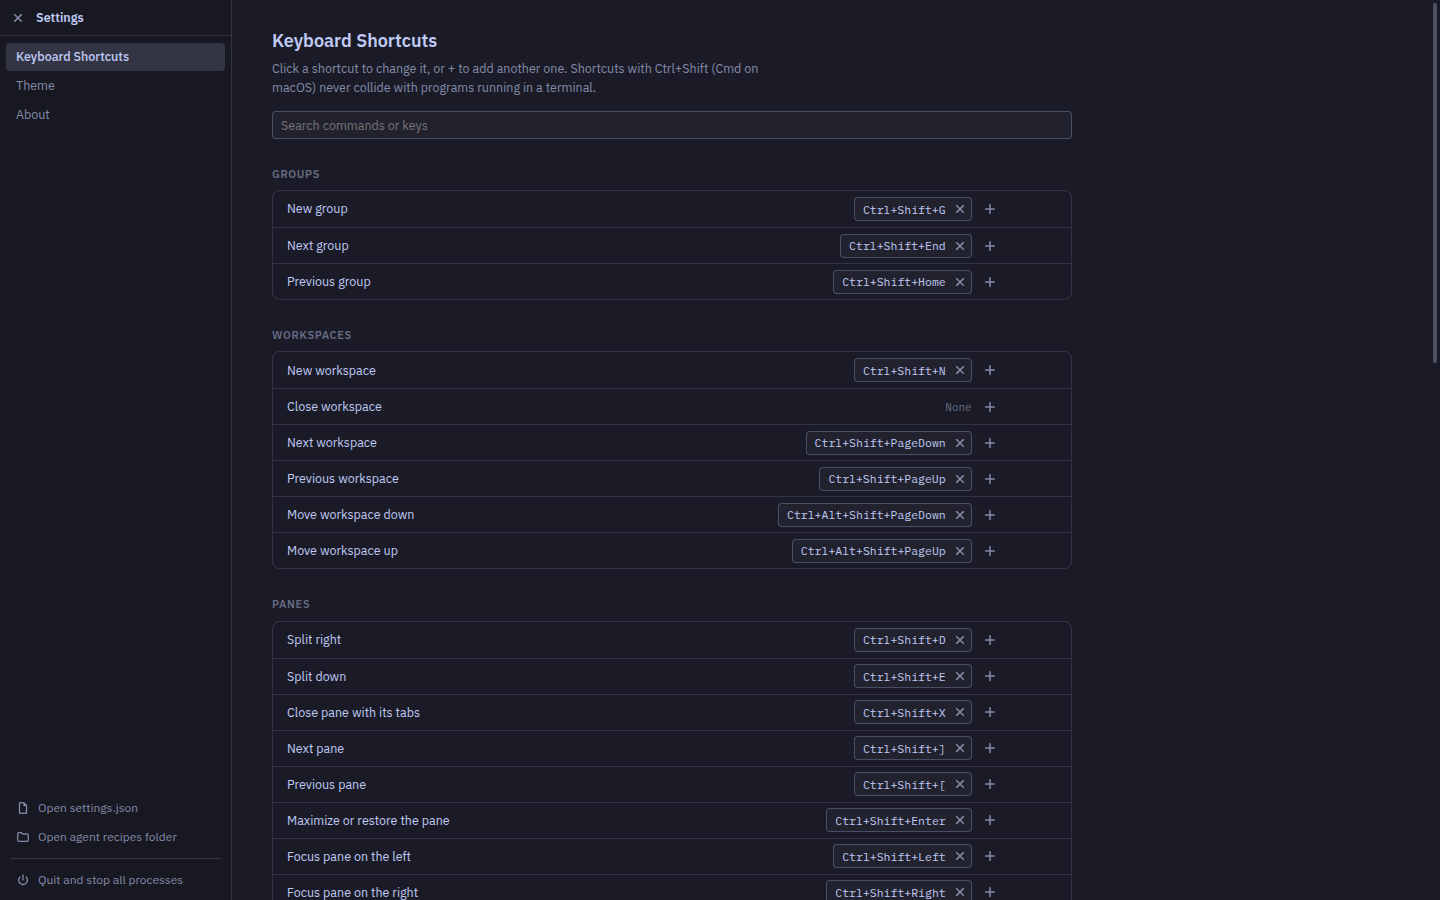 Settings
Keyboard Shortcuts
Theme
About
Open settings.json
Open agent recipes folder
Quit and stop all processes
Keyboard Shortcuts
Click a shortcut to change it, or + to add another one. Shortcuts with Ctrl+Shift (Cmd on
macOS) never collide with programs running in a terminal.
Search commands or keys
GROUPS
New group Ctrl+Shift+G
Next group Ctrl+Shift+End
Previous group Ctrl+Shift+Home
WORKSPACES
New workspace Ctrl+Shift+N
Close workspace None
Next workspace Ctrl+Shift+PageDown
Previous workspace Ctrl+Shift+PageUp
Move workspace down Ctrl+Alt+Shift+PageDown
Move workspace up Ctrl+Alt+Shift+PageUp
PANES
Split right Ctrl+Shift+D
Split down Ctrl+Shift+E
Close pane with its tabs Ctrl+Shift+X
Next pane Ctrl+Shift+]
Previous pane Ctrl+Shift+[
Maximize or restore the pane Ctrl+Shift+Enter
Focus pane on the left Ctrl+Shift+Left
Focus pane on the right Ctrl+Shift+Right